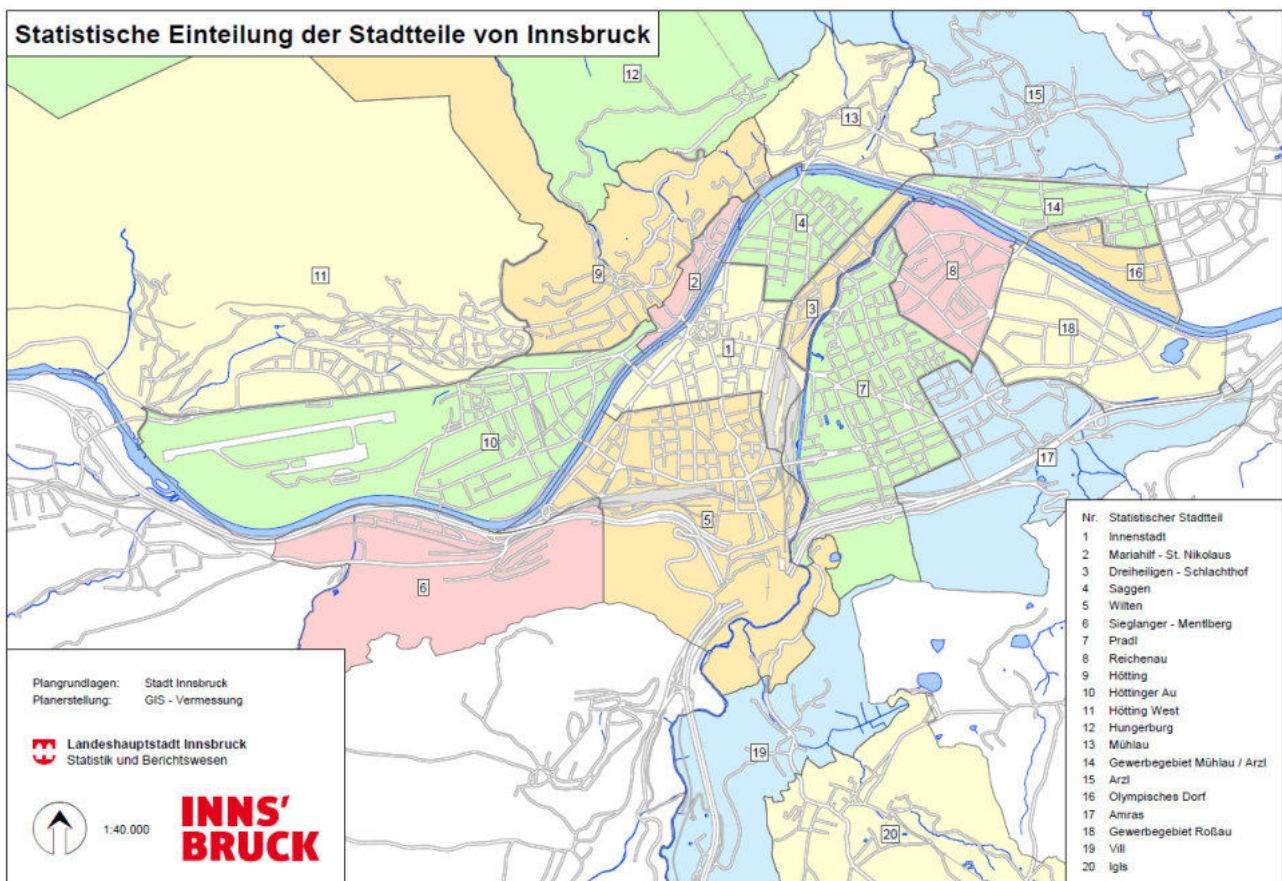 Statistische Einteilung der Stadtteile von Innsbruck
12
15
13
14
4
16
11
9
2
8
3
18
1
7
10
17
5
6
19
20
Nr. Statistischer Stadtteil
1 Innenstadt
2 Mariahilf - St. Nikolaus
3 Dreiheiligen - Schlachthof
4 Saggen
5 Wilten
6 Sieglanger - Mentlberg
7 Pradl
8 Reichenau
9 Hötting
10 Höttinger Au
11 Hötting West
12 Hungerburg
13 Mühlau
14 Gewerbegebiet Mühlau / Arzl
15 Arzl
16 Olympisches Dorf
17 Amras
18 Gewerbegebiet Roßau
19 Vill
20 Igls
Plangrundlagen: Stadt Innsbruck
Planerstellung: GIS - Vermessung
Landeshauptstadt Innsbruck
Statistik und Berichtswesen
1:40.000
INNS'
BRUCK